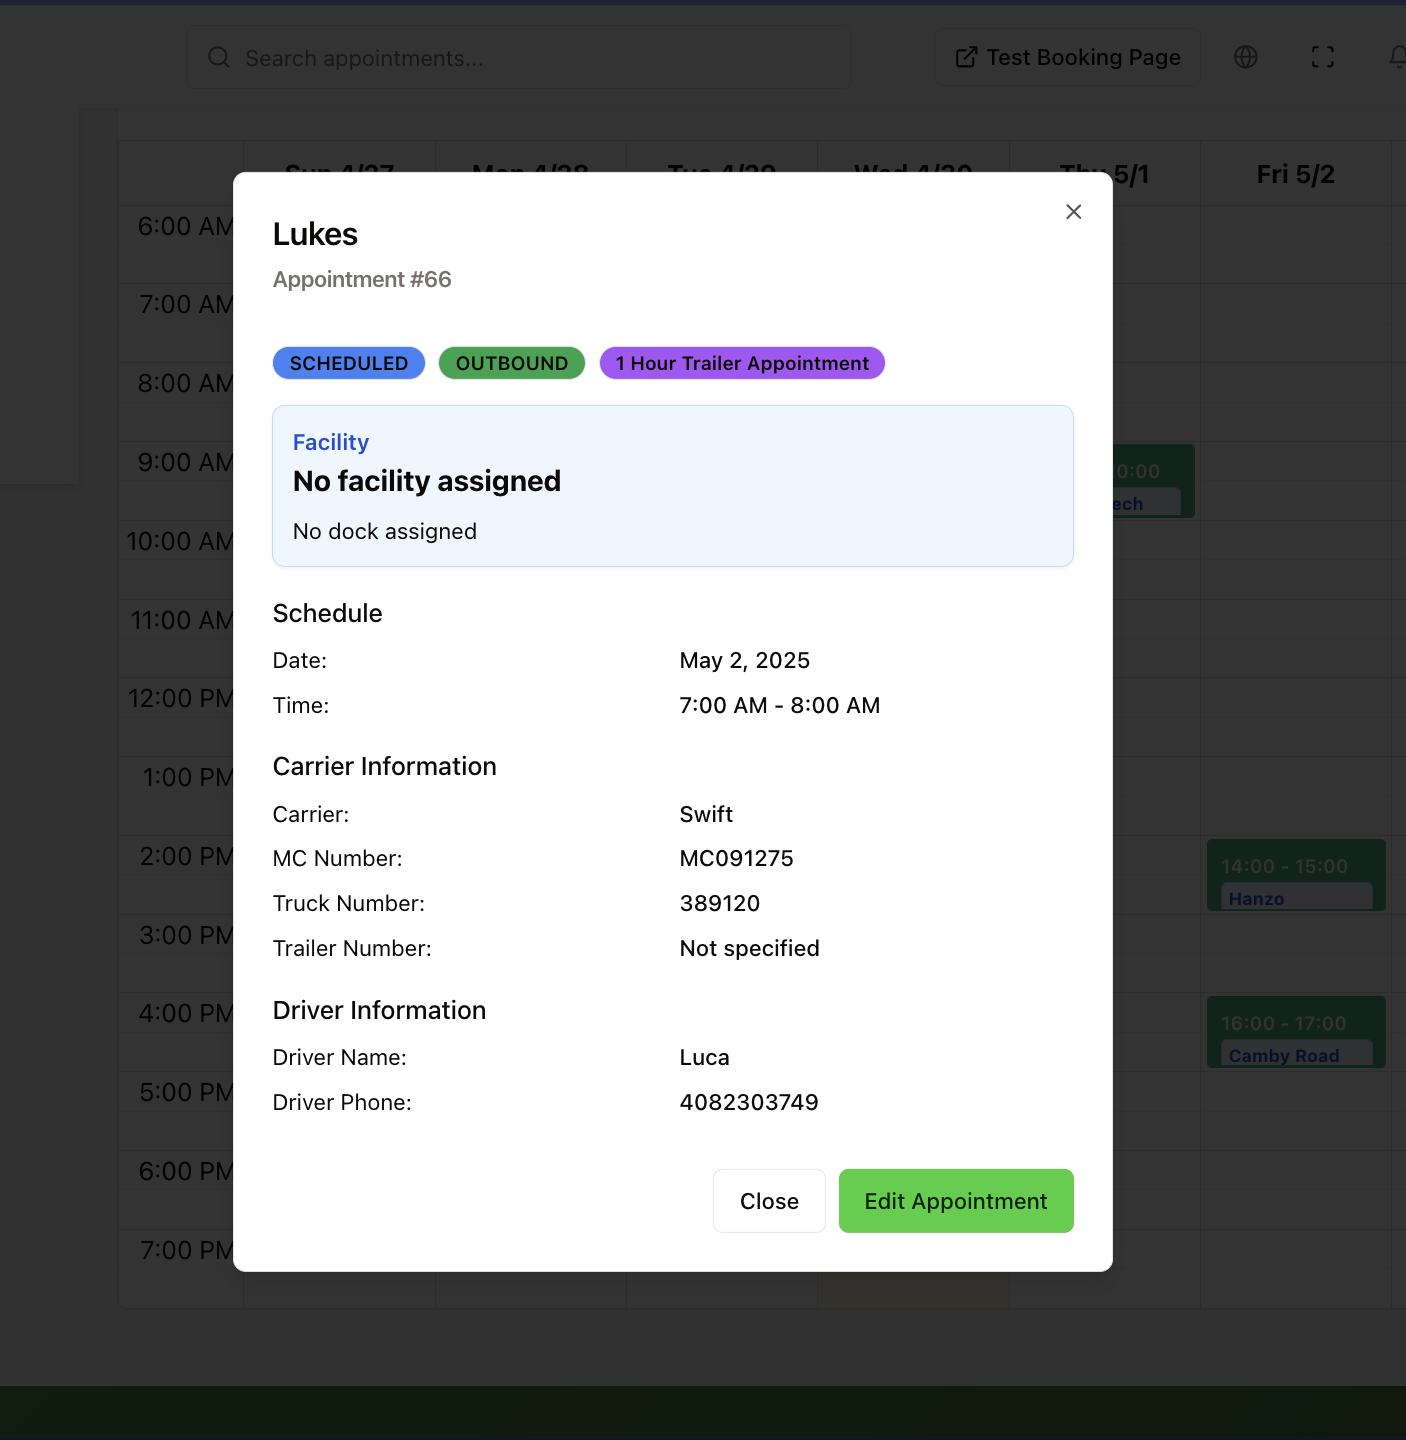 Search appointments...
Test Booking Page
Sun 4/27
Mon 4/28
Tue 4/29
Wed 4/30
Thu 5/1
Fri 5/2
6:00 AM
7:00 AM
8:00 AM
9:00 AM
10:00 AM
11:00 AM
12:00 PM
1:00 PM
2:00 PM
3:00 PM
4:00 PM
5:00 PM
6:00 PM
7:00 PM
0:00
ech
14:00 - 15:00
Hanzo
16:00 - 17:00
Camby Road
Lukes
Appointment #66
SCHEDULED
OUTBOUND
1 Hour Trailer Appointment
Facility
No facility assigned
No dock assigned
Schedule
Date:
May 2, 2025
Time:
7:00 AM - 8:00 AM
Carrier Information
Carrier:
Swift
MC Number:
MC091275
Truck Number:
389120
Trailer Number:
Not specified
Driver Information
Driver Name:
Luca
Driver Phone:
4082303749
Close
Edit Appointment